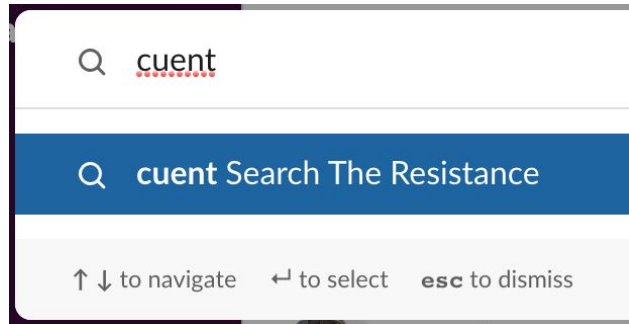 cuent
cuent Search The Resistance
↑ ↓ to navigate ↵ to select esc to dismiss